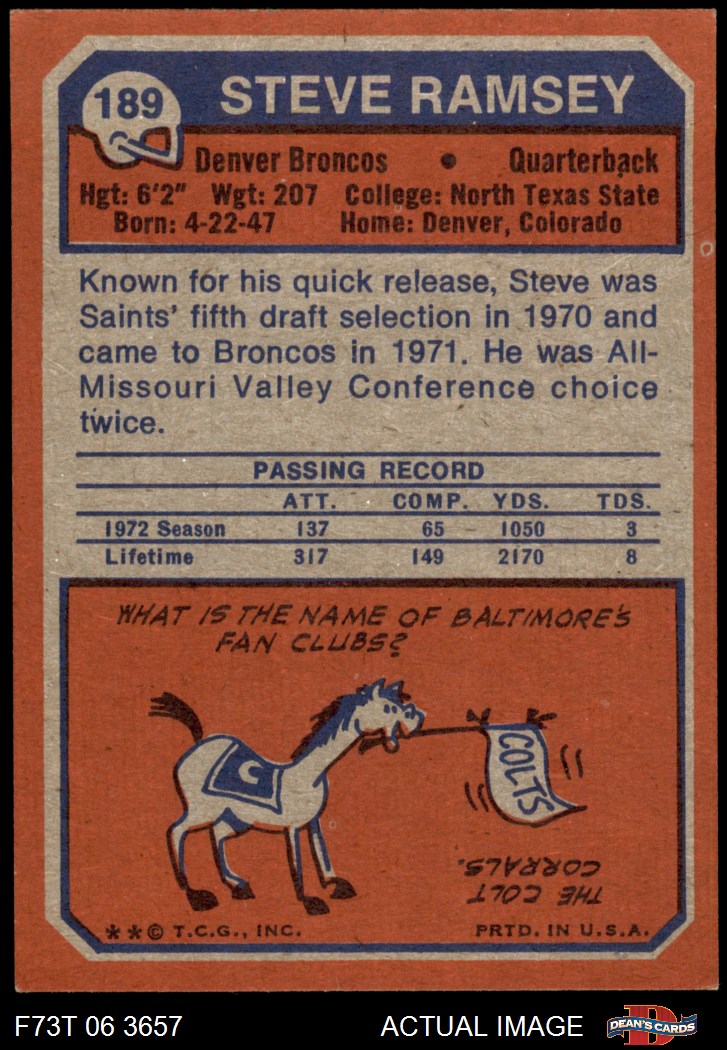 189
STEVE RAMSEY
Denver Broncos • Quarterback
Hgt: 6'2" Wgt: 207 College: North Texas State
Born: 4-22-47 Home: Denver, Colorado
Known for his quick release, Steve was
Saints' fifth draft selection in 1970 and
came to Broncos in 1971. He was All-
Missouri Valley Conference choice
twice.
PASSING RECORD
ATT. COMP. YDS. TDS.
1972 Season 137 65 1050 3
Lifetime 317 149 2170 8
WHAT IS THE NAME OF BALTIMORE'S
FAN CLUBS?
C
COLTS
THE COLT
CORRALS.
**© T.C.G., INC. PRTD. IN U.S.A.
F73T 06 3657 ACTUAL IMAGE
D
DEAN'S CARDS